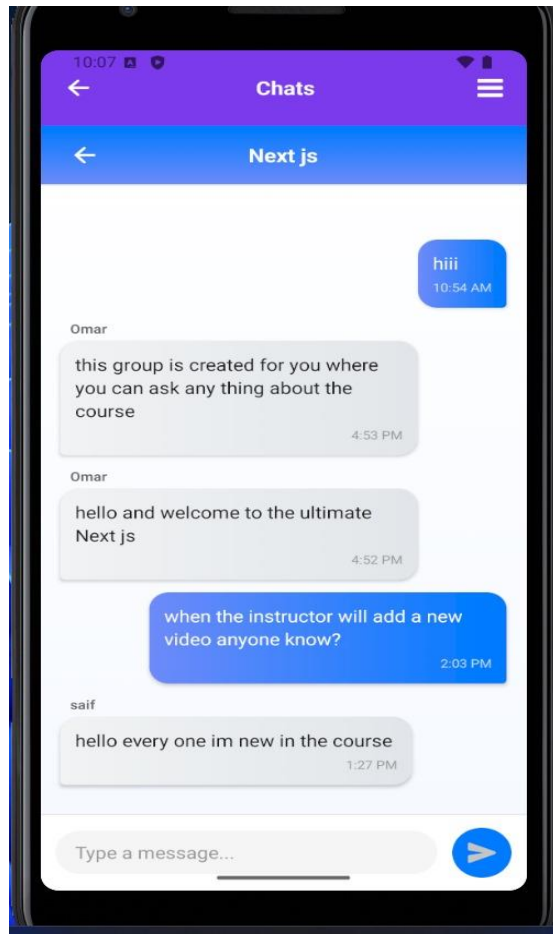 10:07
Chats
Next js
hiii
10:54 AM
Omar
this group is created for you where
you can ask any thing about the
course
4:53 PM
Omar
hello and welcome to the ultimate
Next js
4:52 PM
when the instructor will add a new
video anyone know?
2:03 PM
saif
hello every one im new in the course
1:27 PM
Type a message...